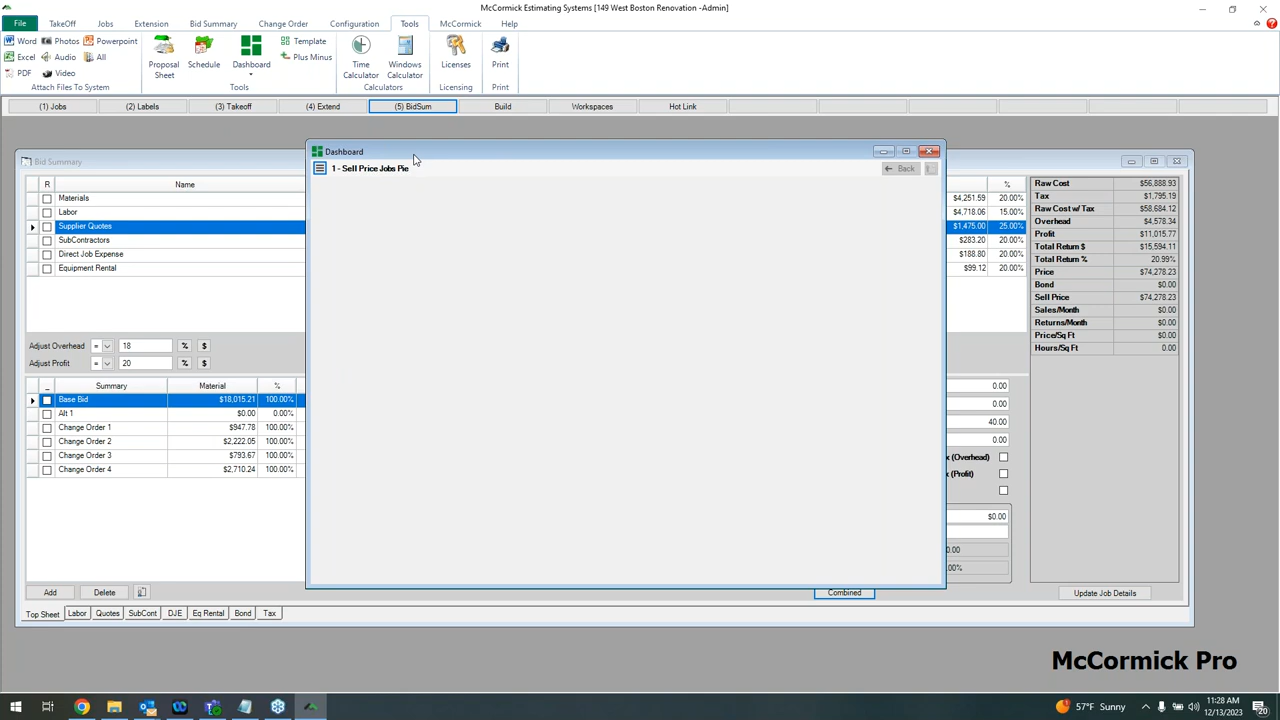 McCormick Estimating Systems [149 West Boston Renovation -Admin]
File TakeOff Jobs Extension Bid Summary Change Order Configuration Tools McCormick Help
Word Photos Powerpoint
Excel Audio All
PDF Video
Attach Files To System
Proposal Sheet
Schedule
Dashboard
Template
Plus Minus
Tools
Time Calculator
Windows Calculator
Calculators
Licenses
Licensing
Print
Print
(1) Jobs (2) Labels (3) Takeoff (4) Extend (5) BidSum Build Workspaces Hot Link
Bid Summary
Dashboard
1 - Sell Price Jobs Pie
Back
R Name %
Materials $4,251.59 20.00%
Labor $4,718.06 15.00%
Supplier Quotes $1,475.00 25.00%
SubContractors $283.20 20.00%
Direct Job Expense $188.80 20.00%
Equipment Rental $99.12 20.00%
Raw Cost $56,888.93
Tax $1,795.19
Raw Cost w/ Tax $58,684.12
Overhead $4,578.34
Profit $11,015.77
Total Return $ $15,594.11
Total Return % 20.99%
Price $74,278.23
Bond $0.00
Sell Price $74,278.23
Sales/Month $0.00
Returns/Month $0.00
Price/Sq Ft $0.00
Hours/Sq Ft 0.00
Adjust Overhead = 18 % $
Adjust Profit = 20 % $
_ Summary Material %
Base Bid $18,015.21 100.00%
Alt 1 $0.00 0.00%
Change Order 1 $947.78 100.00%
Change Order 2 $2,222.05 100.00%
Change Order 3 $793.67 100.00%
Change Order 4 $2,710.24 100.00%
0.00
0.00
40.00
0.00
x (Overhead)
x (Profit)
$0.00
0.00
.00%
Add Delete Combined Update Job Details
Top Sheet Labor Quotes SubCont DJE Eq Rental Bond Tax
McCormick Pro
57°F Sunny
11:28 AM
12/13/2023
20